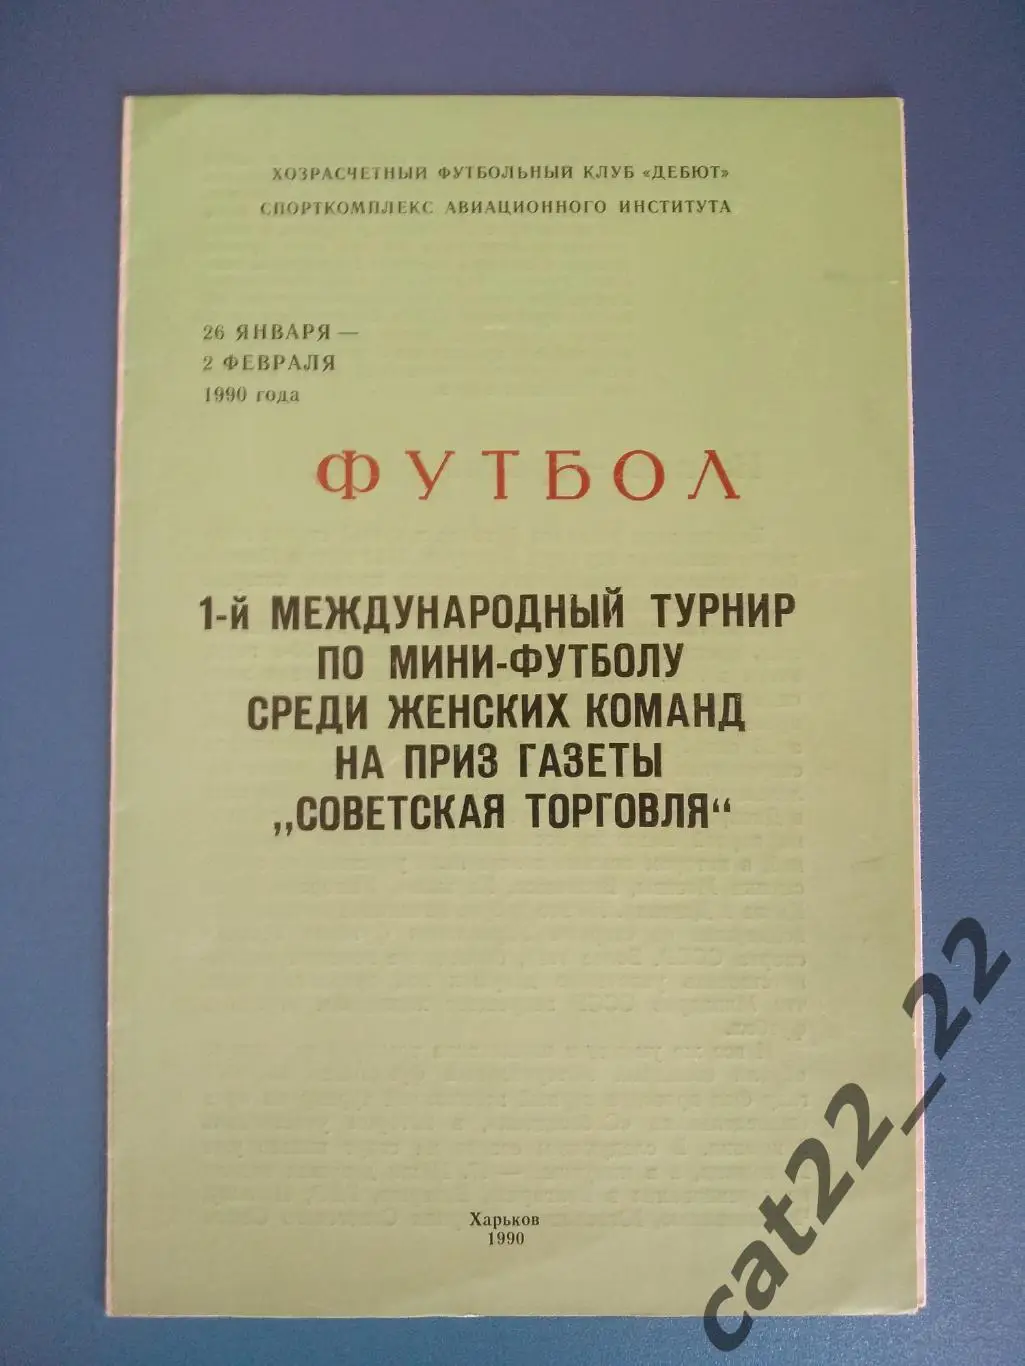 ХОЗРАСЧЕТНЫЙ ФУТБОЛЬНЫЙ КЛУБ «ДЕБЮТ»
СПОРТКОМПЛЕКС АВИАЦИОННОГО ИНСТИТУТА
26 ЯНВАРЯ —
2 ФЕВРАЛЯ
1990 года
ФУТБОЛ
1-й МЕЖДУНАРОДНЫЙ ТУРНИР
ПО МИНИ-ФУТБОЛУ
СРЕДИ ЖЕНСКИХ КОМАНД
НА ПРИЗ ГАЗЕТЫ
„СОВЕТСКАЯ ТОРГОВЛЯ“
Харьков
1990
cat22_22